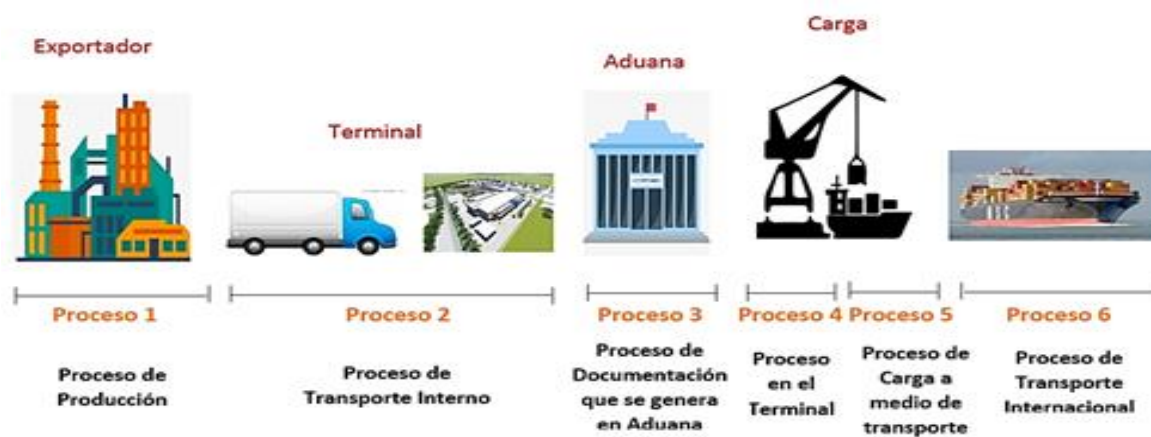 Exportador
Terminal
Aduana
Carga
Proceso 1
Proceso de
Producción
Proceso 2
Proceso de
Transporte Interno
Proceso 3
Proceso de
Documentación
que se genera
en Aduana
Proceso 4
Proceso
en el
Terminal
Proceso 5
Proceso de
Carga a
medio de
transporte
Proceso 6
Proceso de
Transporte
Internacional